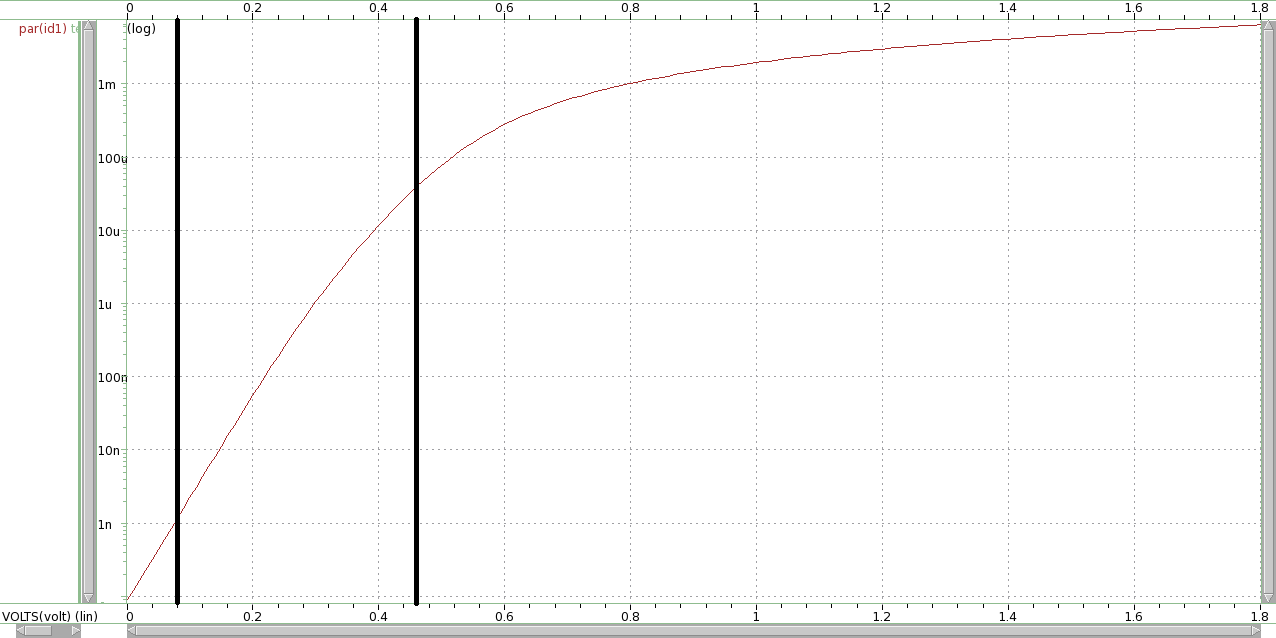 0 0.2 0.4 0.6 0.8 1 1.2 1.4 1.6 1.8
par(id1) te (log)
1m
100u
10u
1u
100n
10n
1n
VOLTS(volt) (lin) 0 0.2 0.4 0.6 0.8 1 1.2 1.4 1.6 1.8